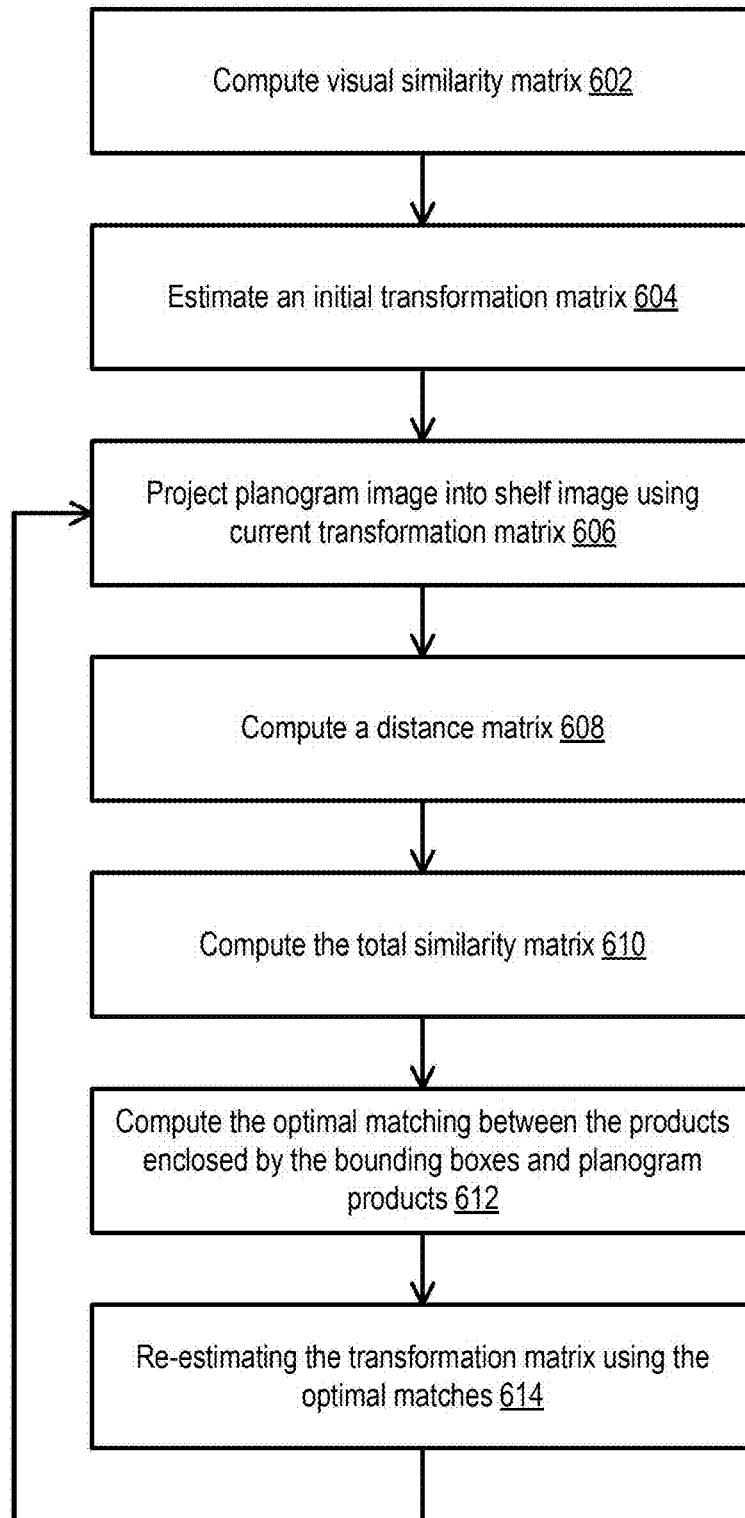 Compute visual similarity matrix 602
Estimate an initial transformation matrix 604
Project planogram image into shelf image using
current transformation matrix 606
Compute a distance matrix 608
Compute the total similarity matrix 610
Compute the optimal matching between the products
enclosed by the bounding boxes and planogram
products 612
Re-estimating the transformation matrix using the
optimal matches 614